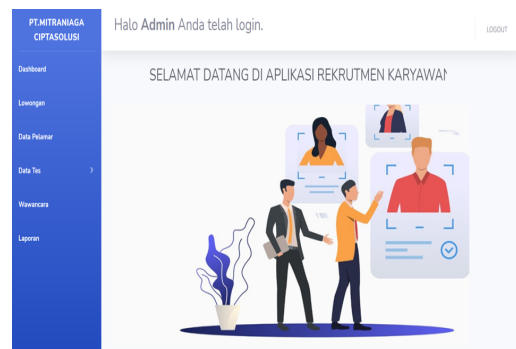 PT.MITRANIAGA
CIPTASOLUSI
Halo Admin Anda telah login.
LOGOUT
Dashboard
SELAMAT DATANG DI APLIKASI REKRUTMEN KARYAWAN
Lowongan
Data Pelamar
Data Tes
Wawancara
Laporan